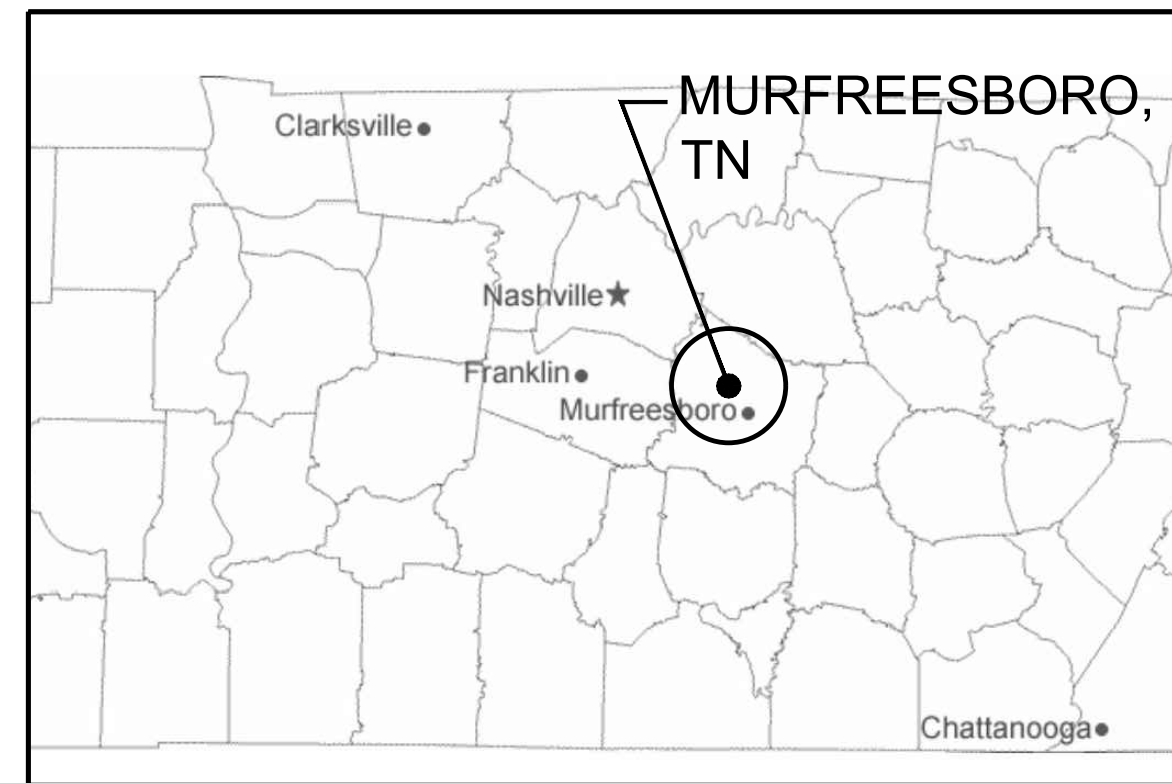 MURFREESBORO,
TN
Clarksville
Nashville
Franklin
Murfreesboro
Chattanooga